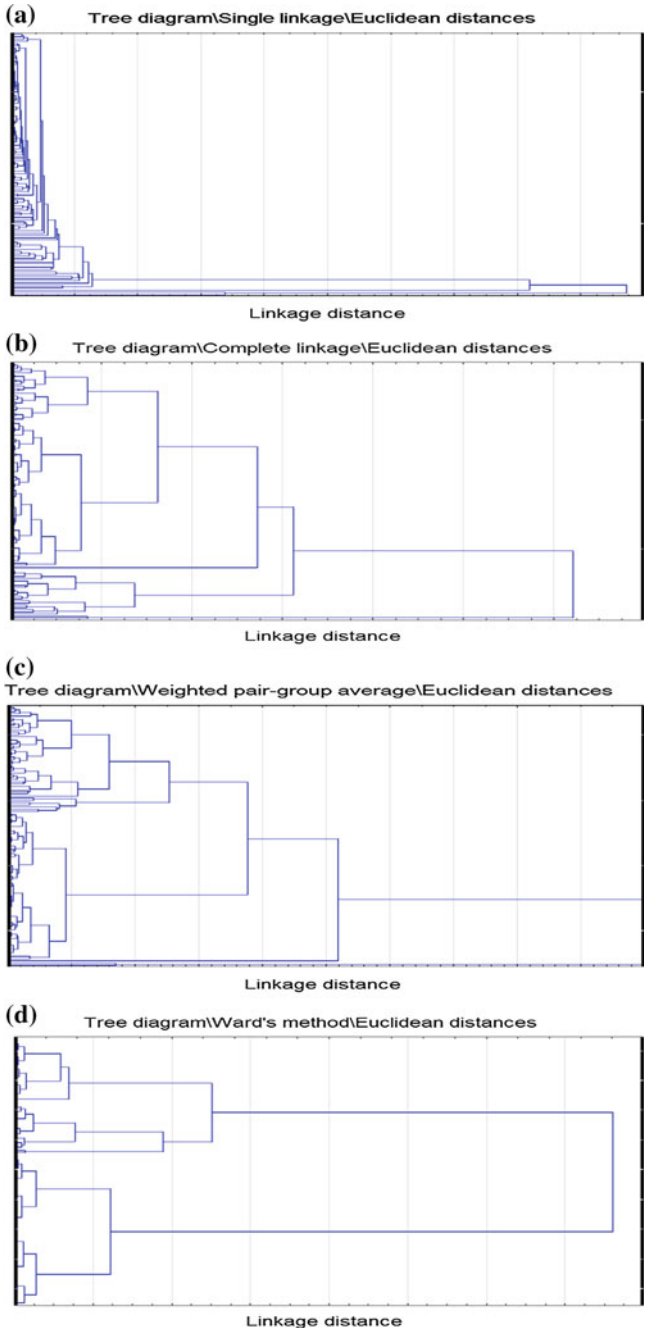 (a)
Tree diagram\Single linkage\Euclidean distances
Linkage distance
(b)
Tree diagram\Complete linkage\Euclidean distances
Linkage distance
(c)
Tree diagram\Weighted pair-group average\Euclidean distances
Linkage distance
(d)
Tree diagram\Ward's method\Euclidean distances
Linkage distance